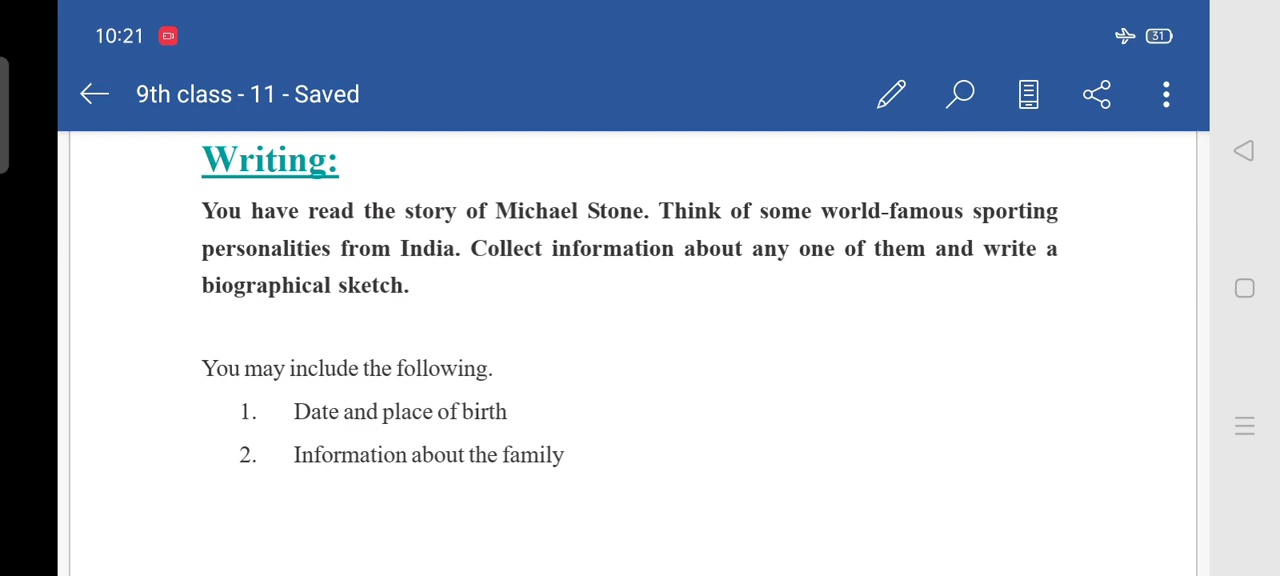 10:21
31
9th class - 11 - Saved
Writing:
You have read the story of Michael Stone. Think of some world-famous sporting
personalities from India. Collect information about any one of them and write a
biographical sketch.
You may include the following.
1. Date and place of birth
2. Information about the family